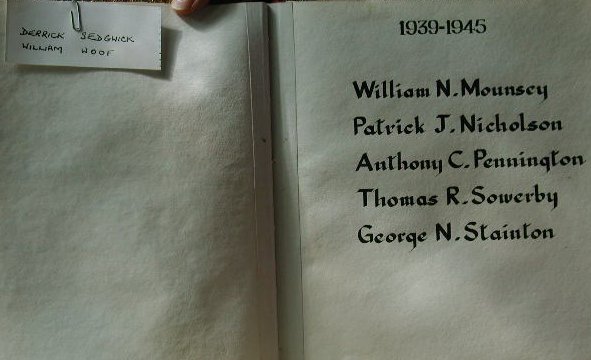 DERRICK SEDGWICK
WILLIAM WOOF
1939-1945
William N. Mounsey
Patrick J. Nicholson
Anthony C. Pennington
Thomas R. Sowerby
George N. Stainton